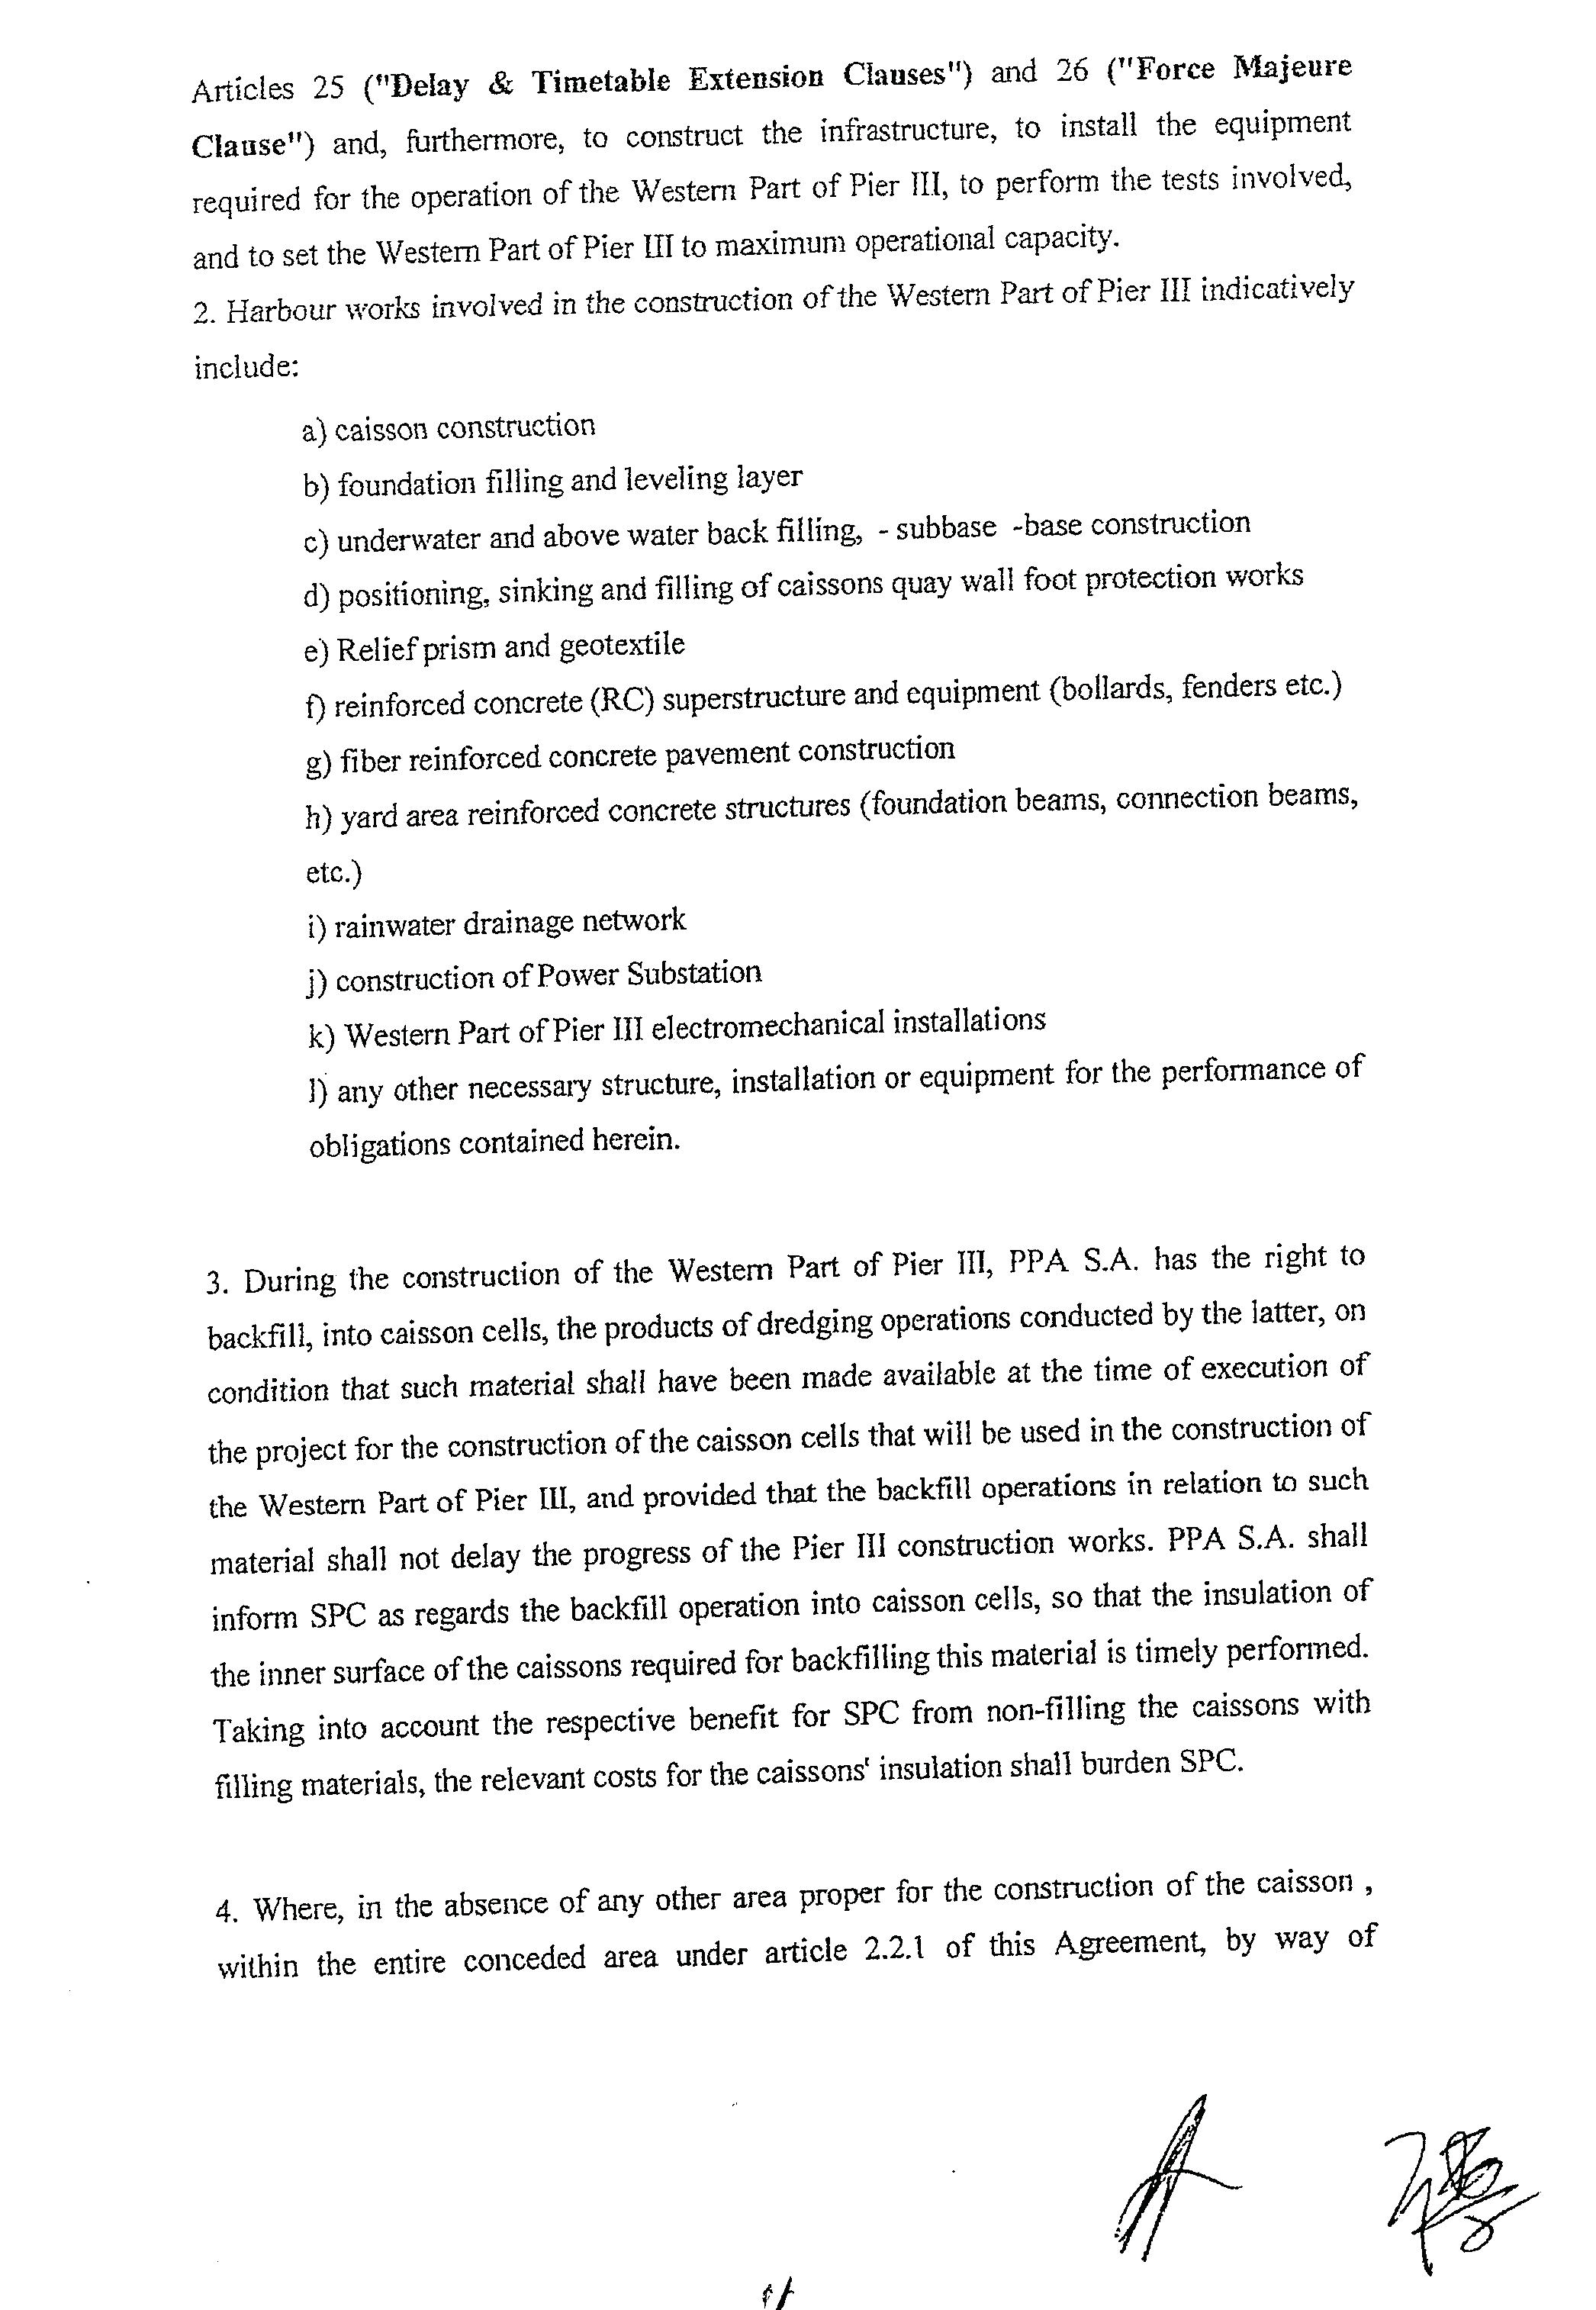 Articles 25 ("Delay & Timetable Extension Clauses") and 26 ("Force Majeure
Clause") and, furthermore, to construct the infrastructure, to install the equipment
required for the operation of the Western Part of Pier III, to perform the tests involved,
and to set the Western Part of Pier III to maximum operational capacity.
2. Harbour works involved in the construction of the Western Part of Pier III indicatively
include:
a) caisson construction
b) foundation filling and leveling layer
c) underwater and above water back filling, - subbase -base construction
d) positioning, sinking and filling of caissons quay wall foot protection works
e) Relief prism and geotextile
f) reinforced concrete (RC) superstructure and equipment (bollards, fenders etc.)
g) fiber reinforced concrete pavement construction
h) yard area reinforced concrete structures (foundation beams, connection beams,
etc.)
i) rainwater drainage network
j) construction of Power Substation
k) Western Part of Pier III electromechanical installations
l) any other necessary structure, installation or equipment for the performance of
obligations contained herein.
3. During the construction of the Western Part of Pier III, PPA S.A. has the right to
backfill, into caisson cells, the products of dredging operations conducted by the latter, on
condition that such material shall have been made available at the time of execution of
the project for the construction of the caisson cells that will be used in the construction of
the Western Part of Pier III, and provided that the backfill operations in relation to such
material shall not delay the progress of the Pier III construction works. PPA S.A. shall
inform SPC as regards the backfill operation into caisson cells, so that the insulation of
the inner surface of the caissons required for backfilling this material is timely performed.
Taking into account the respective benefit for SPC from non-filling the caissons with
filling materials, the relevant costs for the caissons' insulation shall burden SPC.
4. Where, in the absence of any other area proper for the construction of the caisson ,
within the entire conceded area under article 2.2.1 of this Agreement, by way of